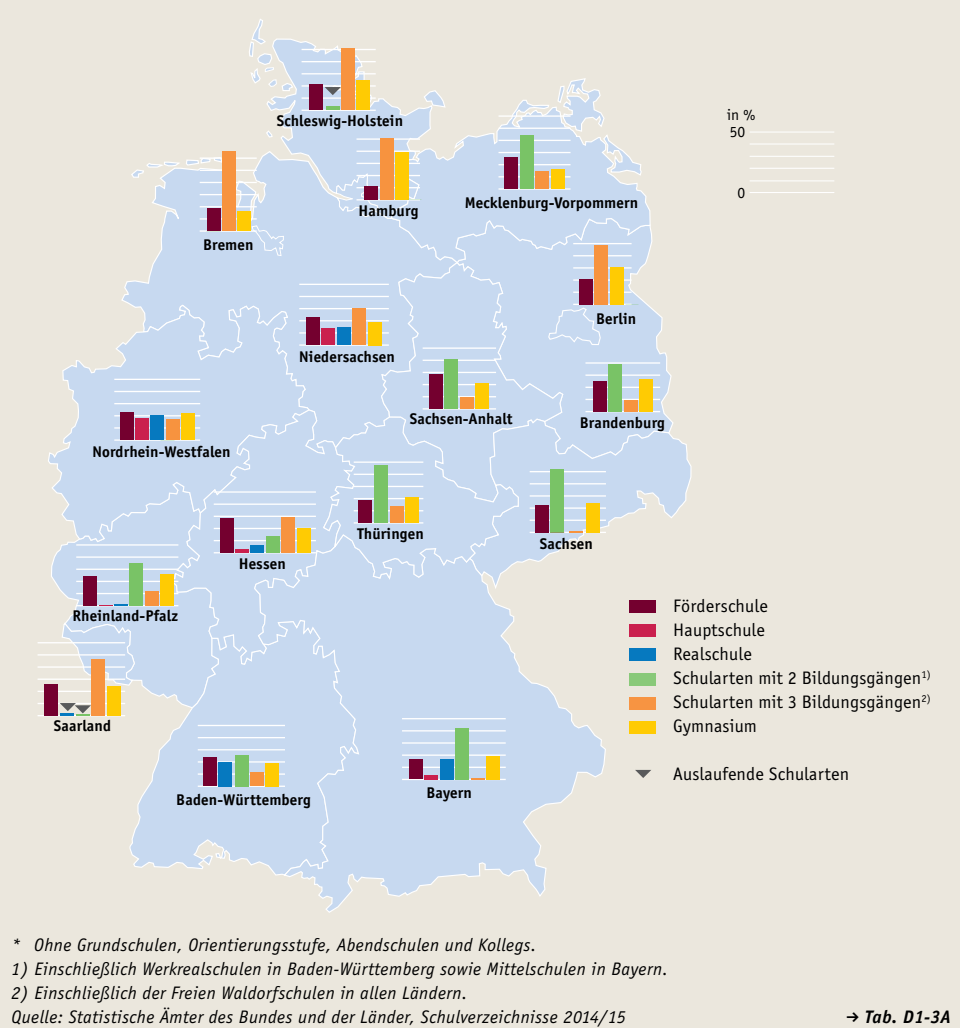 Schleswig-Holstein
in %
50
0
Hamburg
Mecklenburg-Vorpommern
Bremen
Berlin
Niedersachsen
Sachsen-Anhalt
Brandenburg
Nordrhein-Westfalen
Thüringen
Sachsen
Hessen
Rheinland-Pfalz
Saarland
Baden-Württemberg
Bayern
Förderschule
Hauptschule
Realschule
Schularten mit 2 Bildungsgängen1)
Schularten mit 3 Bildungsgängen2)
Gymnasium
Auslaufende Schularten
* Ohne Grundschulen, Orientierungsstufe, Abendschulen und Kollegs.
1) Einschließlich Werkrealschulen in Baden-Württemberg sowie Mittelschulen in Bayern.
2) Einschließlich der Freien Waldorfschulen in allen Ländern.
Quelle: Statistische Ämter des Bundes und der Länder, Schulverzeichnisse 2014/15 → Tab. D1-3A